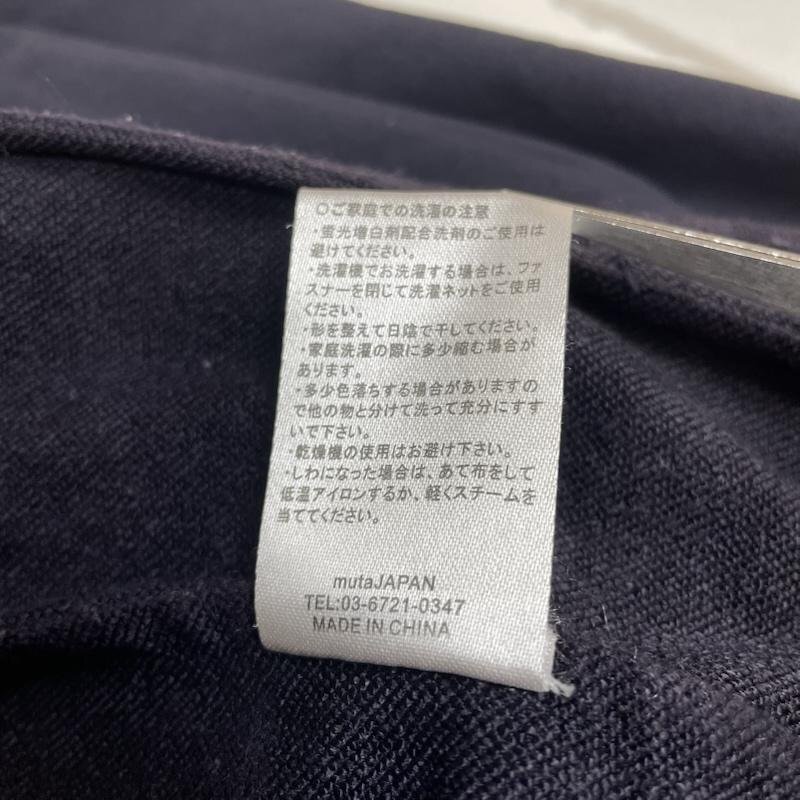 〇ご家庭での洗濯の注意
・蛍光増白剤配合洗剤のご使用は
避けてください。
・洗濯機でお洗濯する場合は、ファ
スナーを閉じて洗濯ネットをご使用
ください。
・形を整えて日陰で干してください。
・家庭洗濯の際に多少縮む場合が
あります。
・多少色落ちする場合がありますの
で他の物と分けて洗って充分にすす
いで下さい。
・乾燥機の使用はお避け下さい。
・しわになった場合は、あて布をして
低温アイロンするか、軽くスチームを
当ててください。
mutaJAPAN
TEL:03-6721-0347
MADE IN CHINA